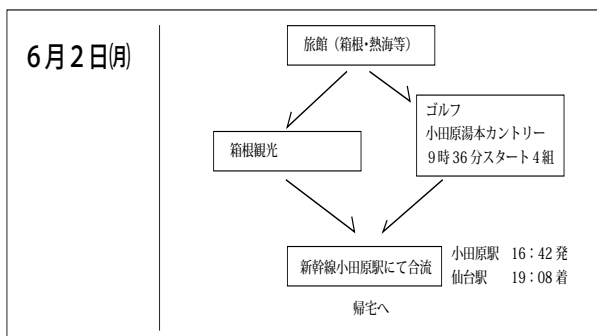 6月2日㈪
旅館（箱根・熱海等）
箱根観光
ゴルフ
小田原湯本カントリー
9時36分スタート4組
新幹線小田原駅にて合流
小田原駅 16：42発
仙台駅 19：08着
帰宅へ